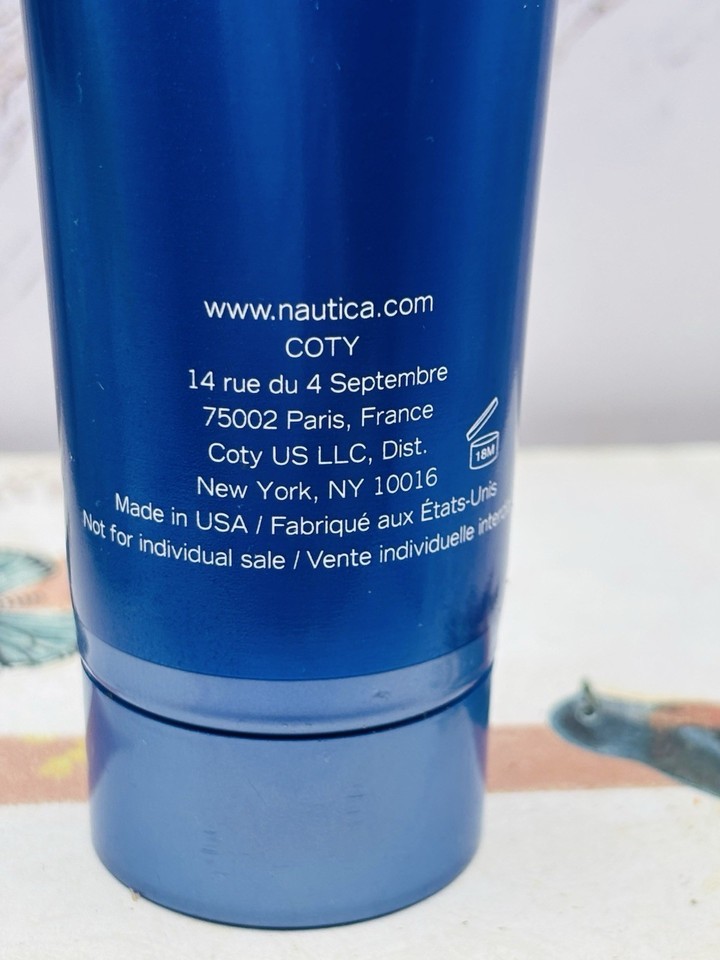 www.nautica.com
COTY
14 rue du 4 Septembre
75002 Paris, France
Coty US LLC, Dist.
18M
New York, NY 10016
Made in USA / Fabriqué aux États-Unis
Not for individual sale / Vente individuelle